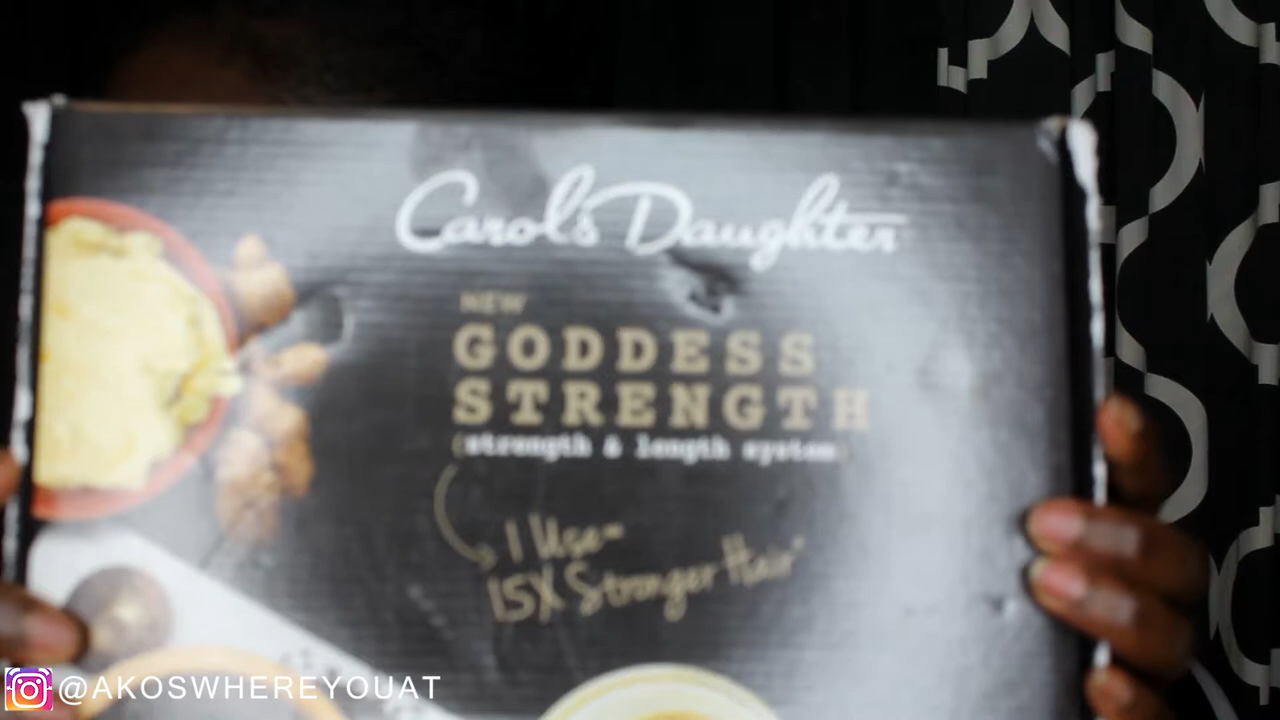 Carol's Daughter
NEW
GODDESS
STRENGTH
(strength & length system)
1 Use=
15X Stronger Hair*
@AKOSWHEREYOUAT